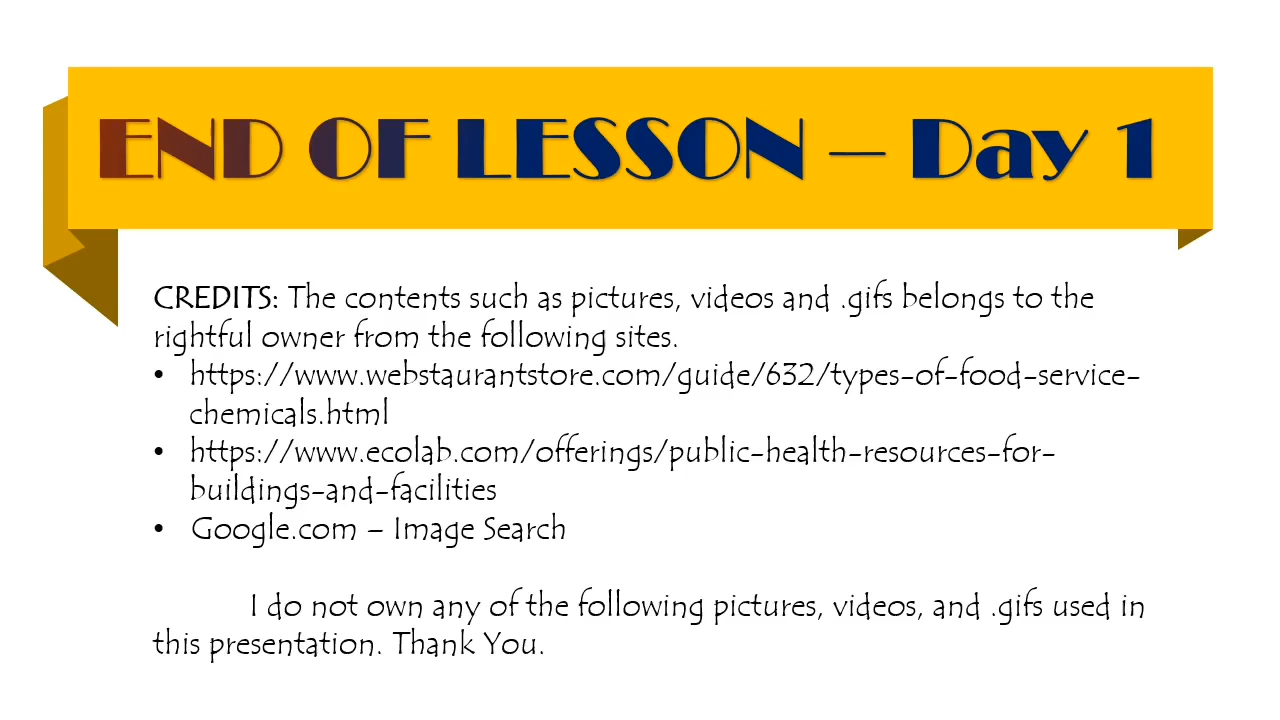 END OF LESSON – Day 1
CREDITS: The contents such as pictures, videos and .gifs belongs to the
rightful owner from the following sites.
• https://www.webstaurantstore.com/guide/632/types-of-food-service-
chemicals.html
• https://www.ecolab.com/offerings/public-health-resources-for-
buildings-and-facilities
• Google.com – Image Search
I do not own any of the following pictures, videos, and .gifs used in
this presentation. Thank You.